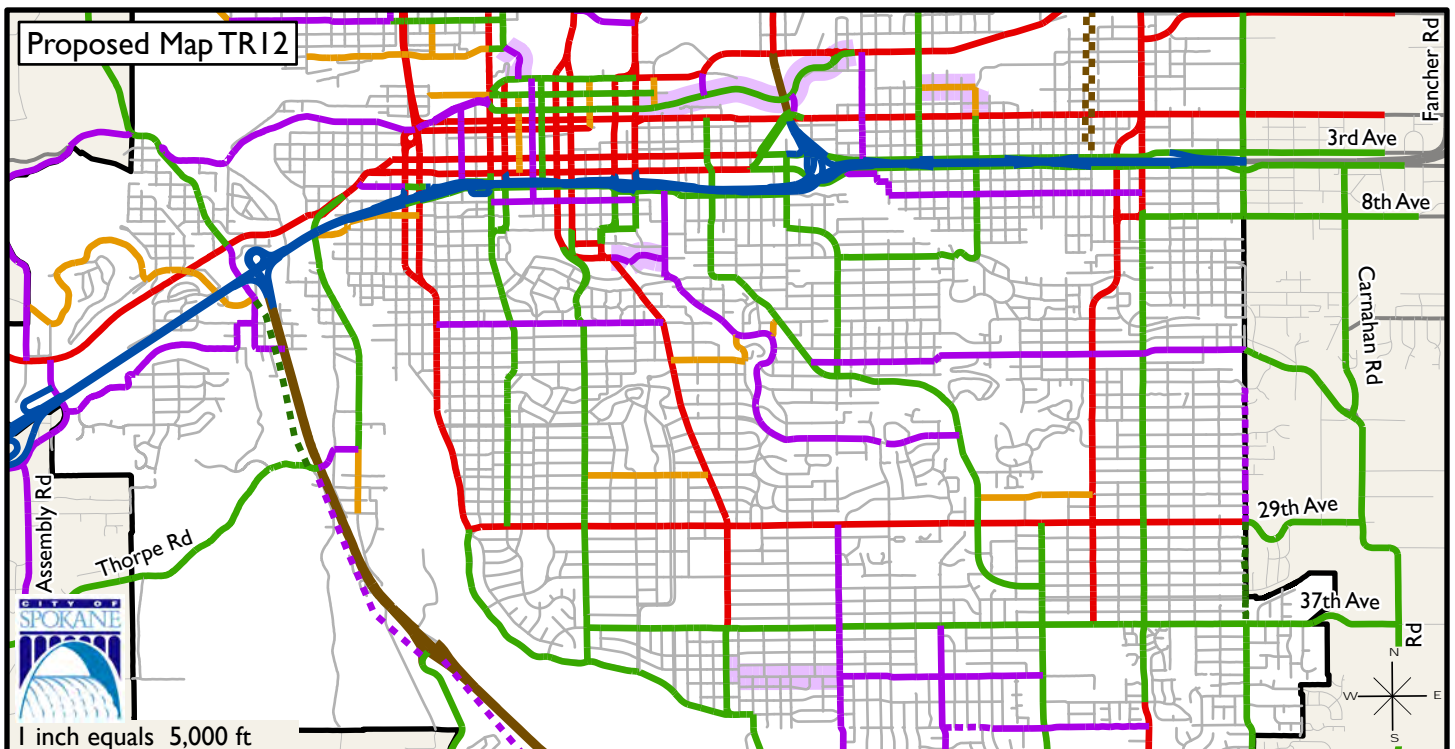 Proposed Map TR12
Fancher Rd
3rd Ave
8th Ave
Carnahan Rd
29th Ave
Assembly Rd
Thorpe Rd
37th Ave
Rd
CITY OF
SPOKANE
N
W
E
S
1 inch equals 5,000 ft